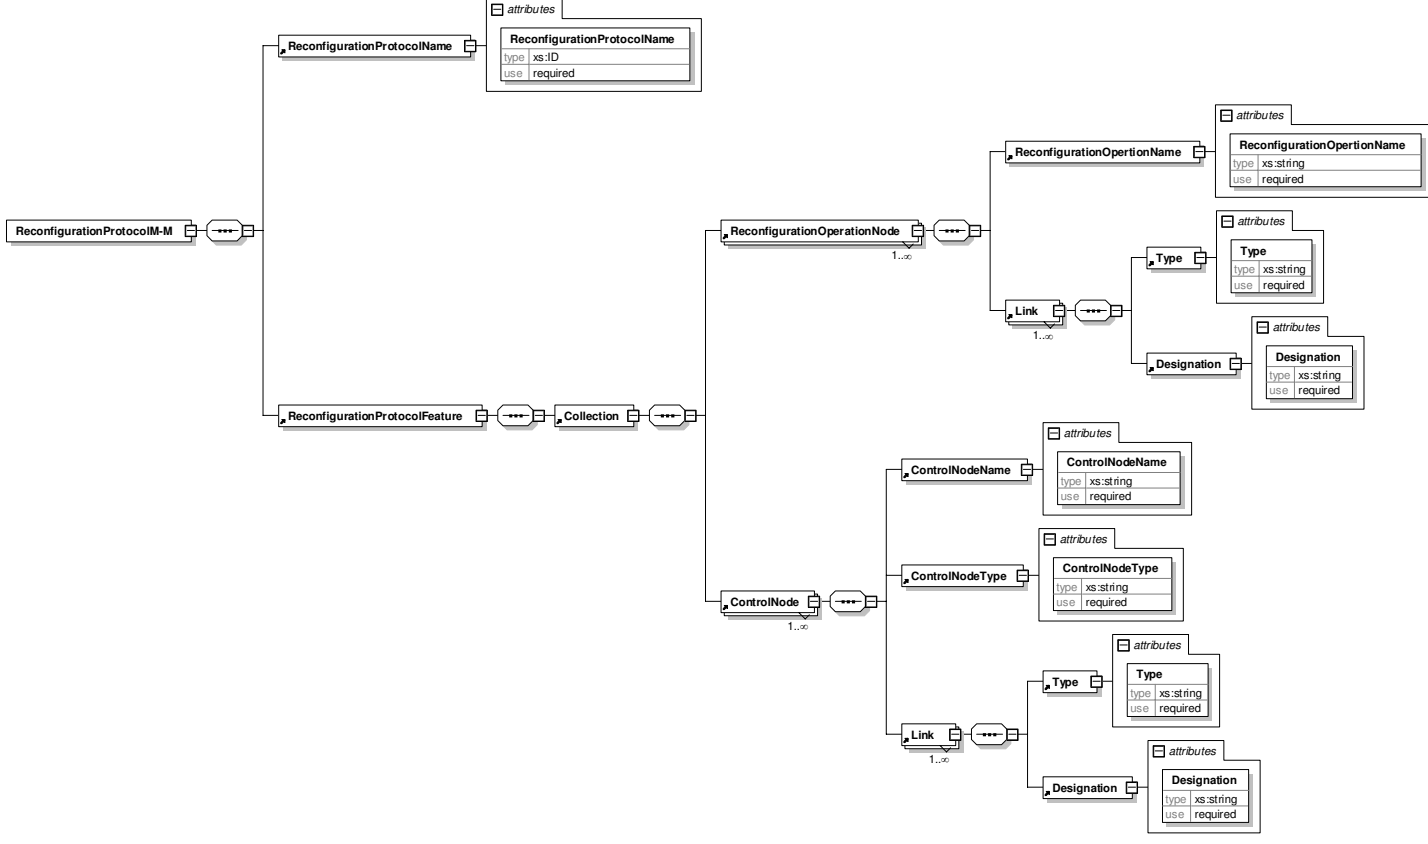 attributes
ReconfigurationProtocolName
ReconfigurationProtocolName
type xs:ID
use required
attributes
ReconfigurationOpertionName
ReconfigurationOpertionName
type xs:string
use required
ReconfigurationProtocolM-M
ReconfigurationOperationNode
1..∞
attributes
Type
Type
type xs:string
use required
Link
1..∞
attributes
Designation
Designation
type xs:string
use required
ReconfigurationProtocolFeature
Collection
attributes
ControlNodeName
ControlNodeName
type xs:string
use required
attributes
ControlNodeType
ControlNodeType
type xs:string
use required
ControlNode
1..∞
attributes
Type
Type
type xs:string
use required
Link
1..∞
attributes
Designation
Designation
type xs:string
use required